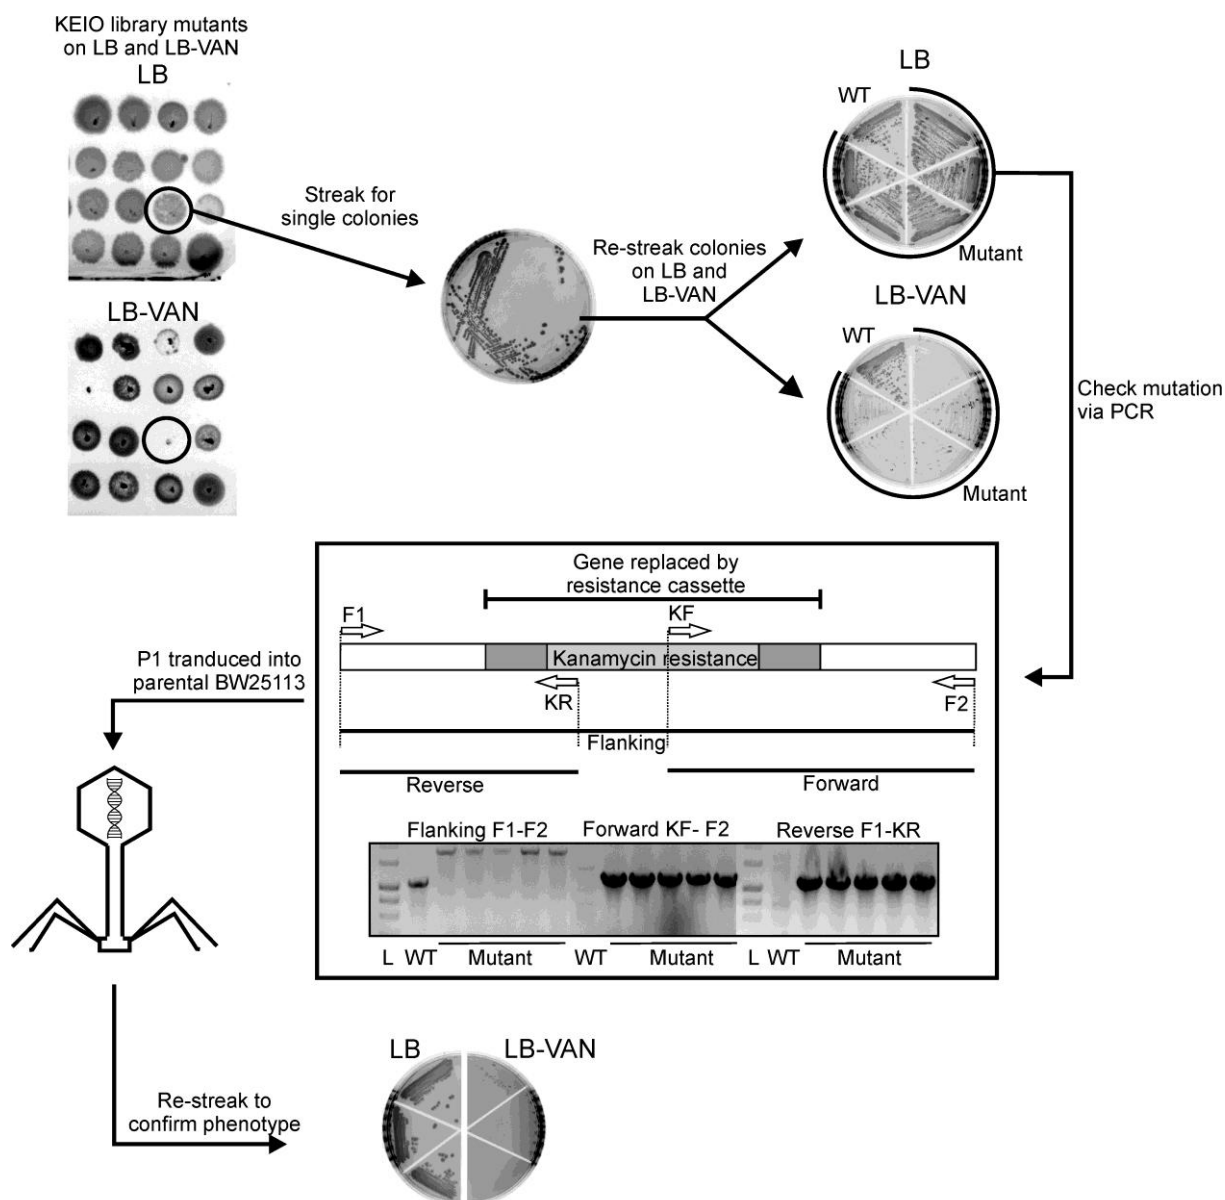 KEIO library mutants
on LB and LB-VAN
LB
LB-VAN
Streak for
single colonies
Re-streak colonies
on LB and
LB-VAN
LB
WT
Mutant
LB-VAN
WT
Mutant
Check mutation
via PCR
Gene replaced by
resistance cassette
F1
KF
Kanamycin resistance
KR
F2
Flanking
Reverse
Forward
Flanking F1-F2
Forward KF- F2
Reverse F1-KR
L WT Mutant WT Mutant L WT Mutant
P1 tranduced into
parental BW25113
Re-streak to
confirm phenotype
LB
LB-VAN